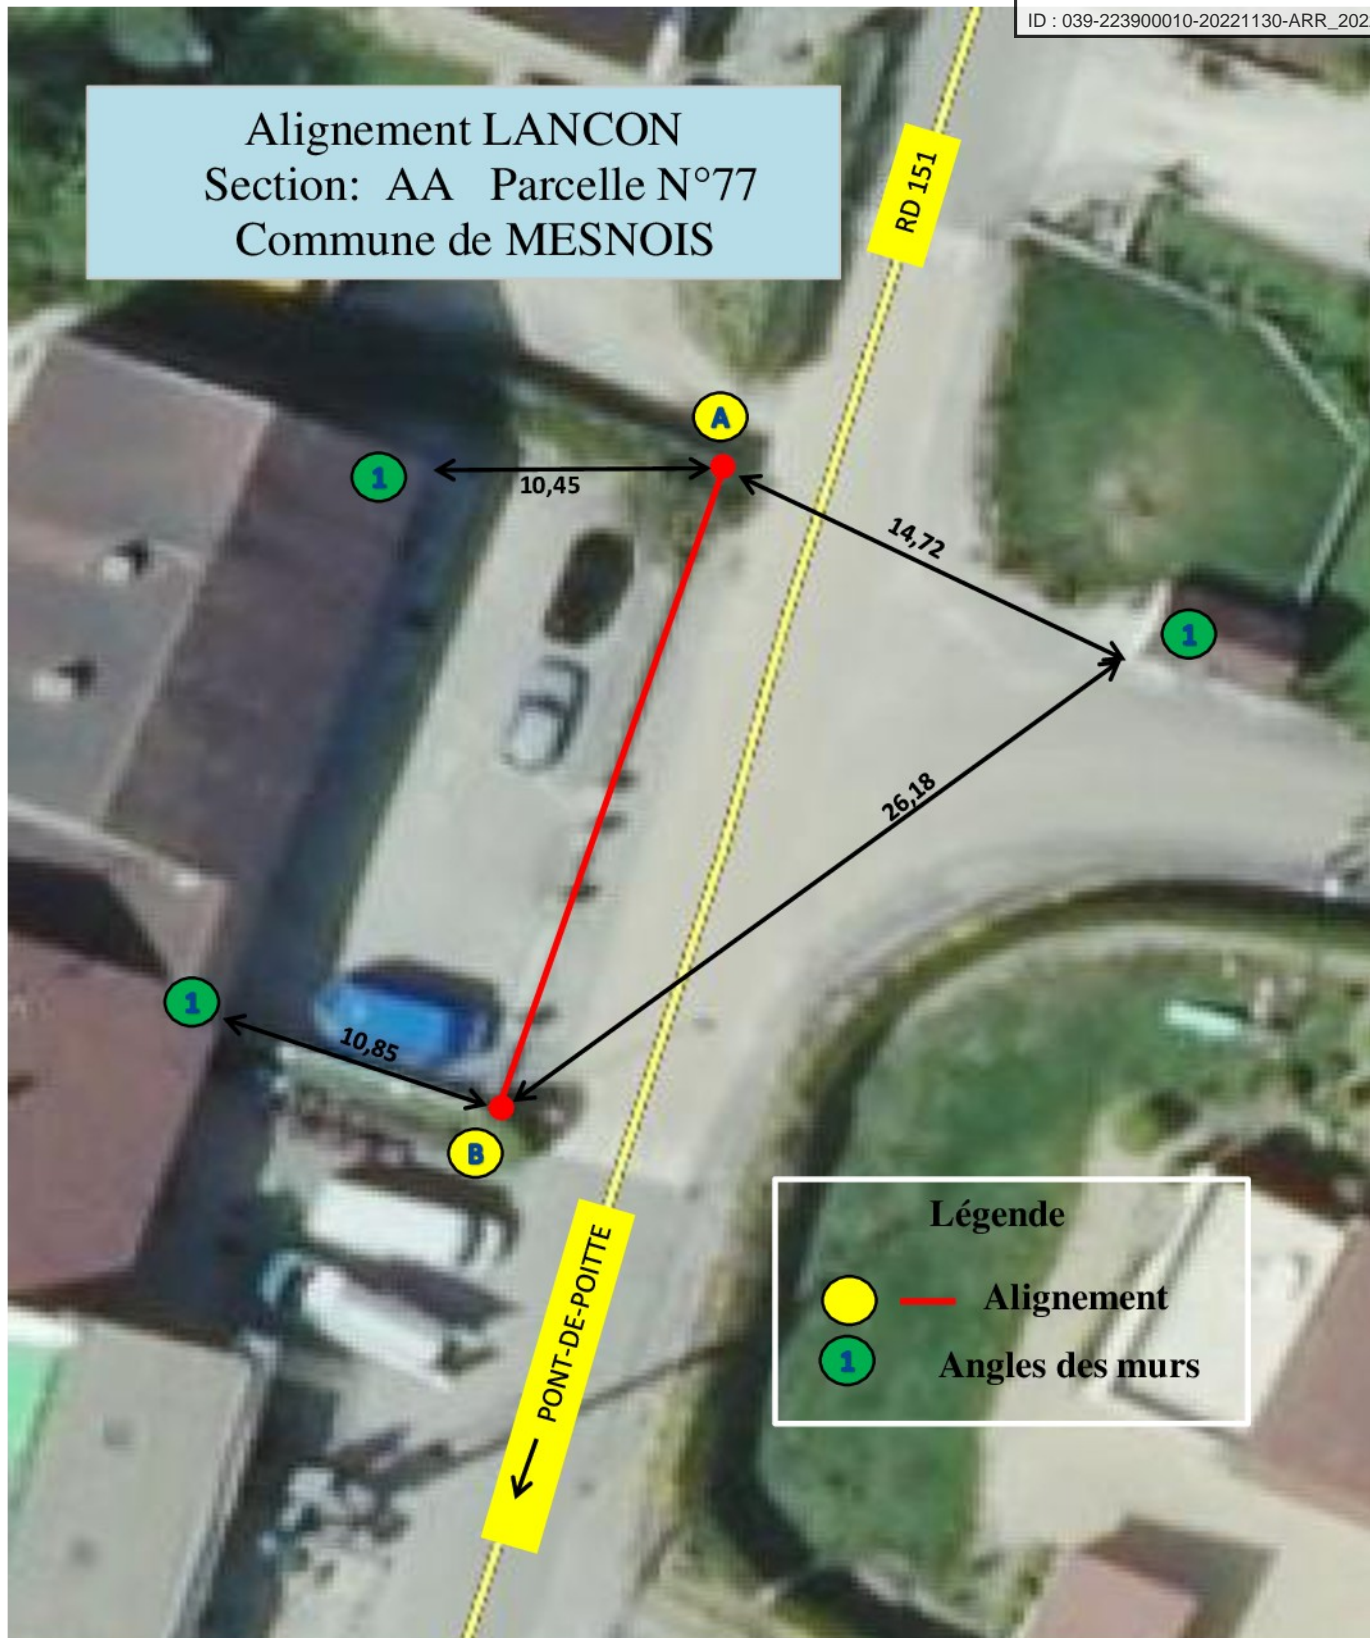 ID : 039-223900010-20221130-ARR_202
Alignement LANCON
Section: AA Parcelle N°77
Commune de MESNOIS
RD 151
A
1
10,45
14,72
1
26,18
1
10,85
B
PONT-DE-POITTE
Légende
Alignement
1 Angles des murs